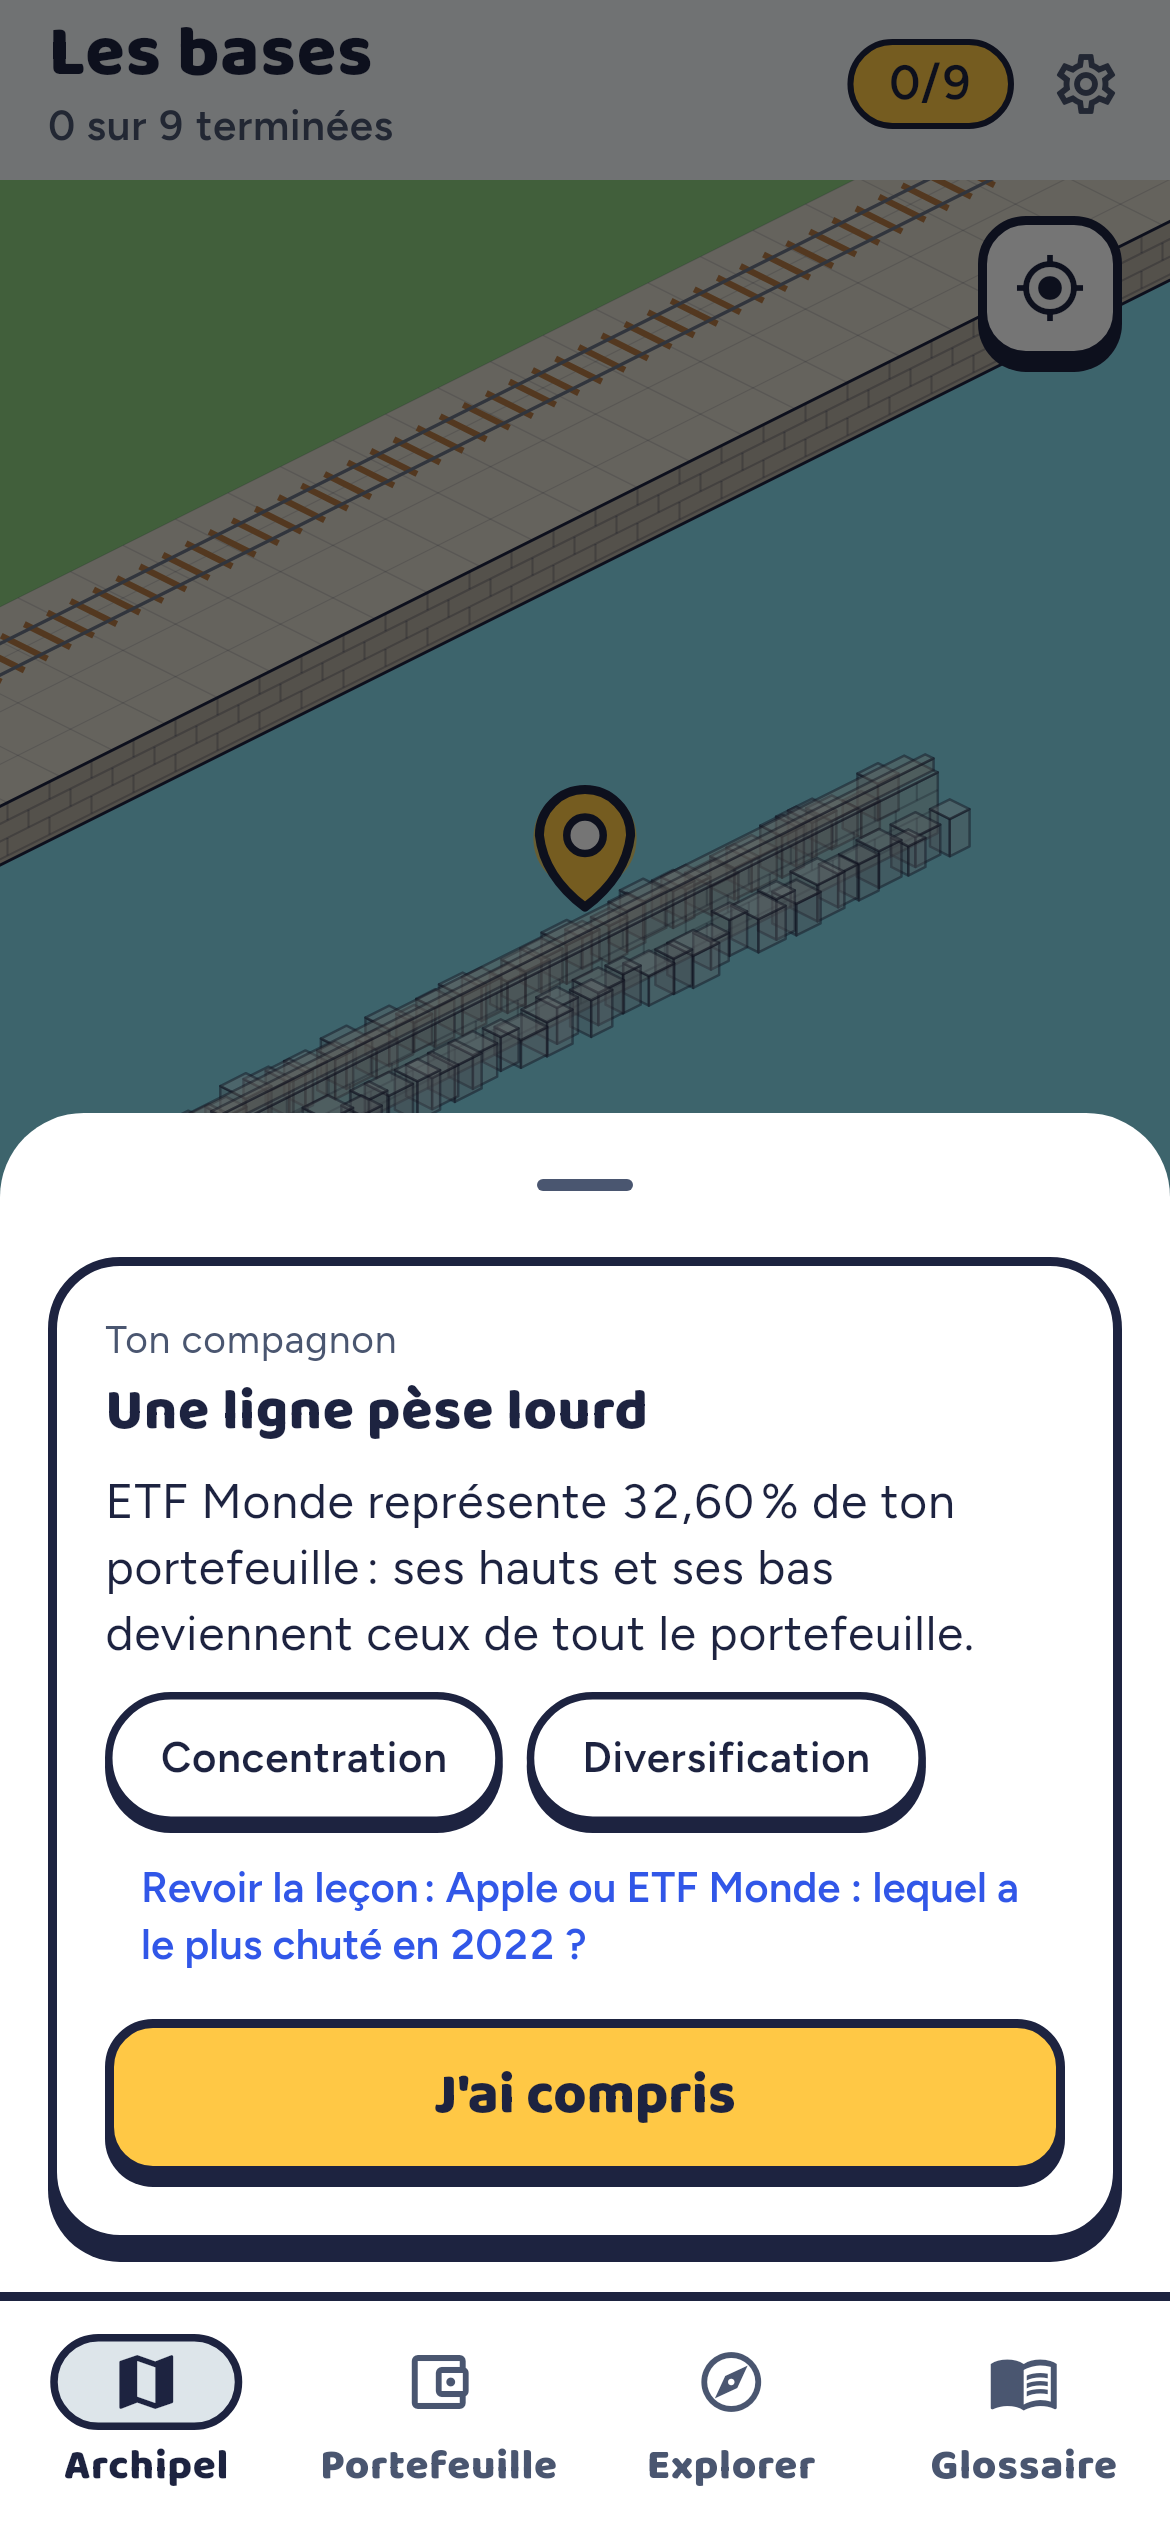 Les bases
0 sur 9 terminées
0/9
Ton compagnon
Une ligne pèse lourd
ETF Monde représente 32,60 % de ton
portefeuille : ses hauts et ses bas
deviennent ceux de tout le portefeuille.
Concentration
Diversification
Revoir la leçon : Apple ou ETF Monde : lequel a
le plus chuté en 2022 ?
J'ai compris
Archipel
Portefeuille
Explorer
Glossaire